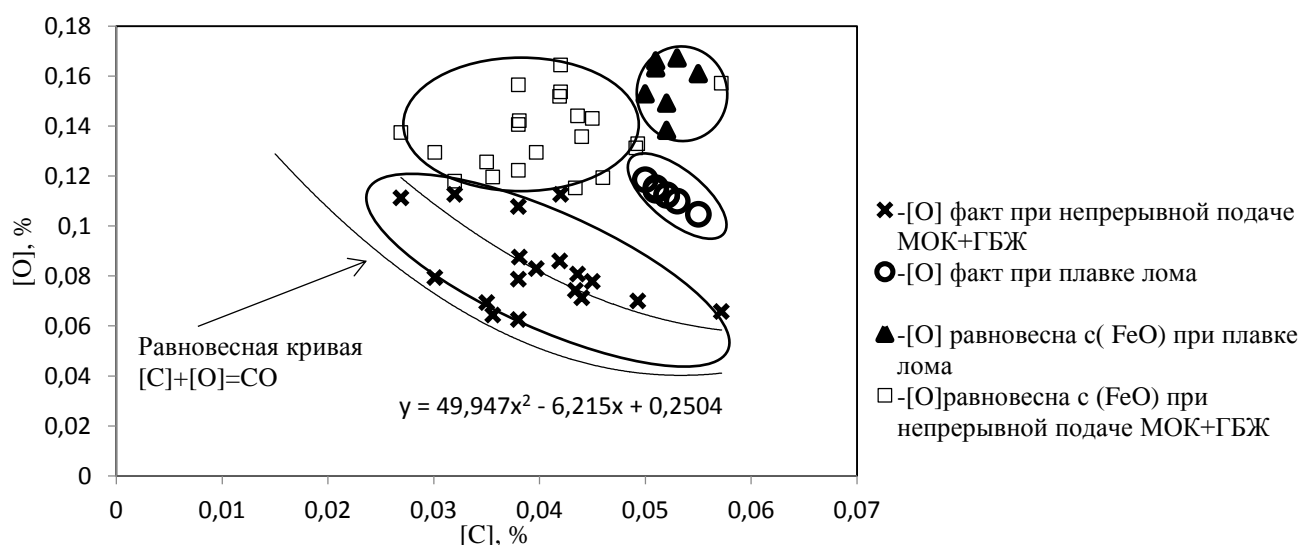 0,18
0,16
0,14
0,12
0,1
0,08
0,06
0,04
0,02
0
[O], %
0
0,01
0,02
0,03
0,04
0,05
0,06
0,07
[C], %
Равновесная кривая
[C]+[O]=CO
y = 49,947x² - 6,215x + 0,2504
-[O] факт при непрерывной подаче
МОК+ГБЖ
-[O] факт при плавке лома
-[O] равновесна с( FeO) при плавке
лома
-[O]равновесна с (FeO) при
непрерывной подаче МОК+ГБЖ